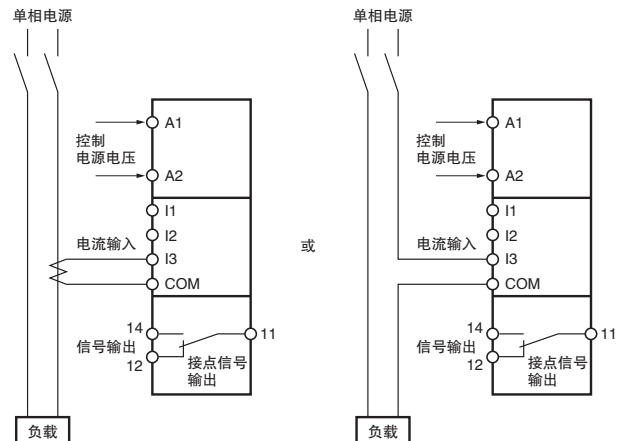 单相电源
A1
控制
电源电压
A2
I1
I2
电流输入
I3
COM
14
11
信号输出
12
接点信号
输出
负载
或
单相电源
A1
控制
电源电压
A2
I1
I2
电流输入
I3
COM
14
11
信号输出
12
接点信号
输出
负载